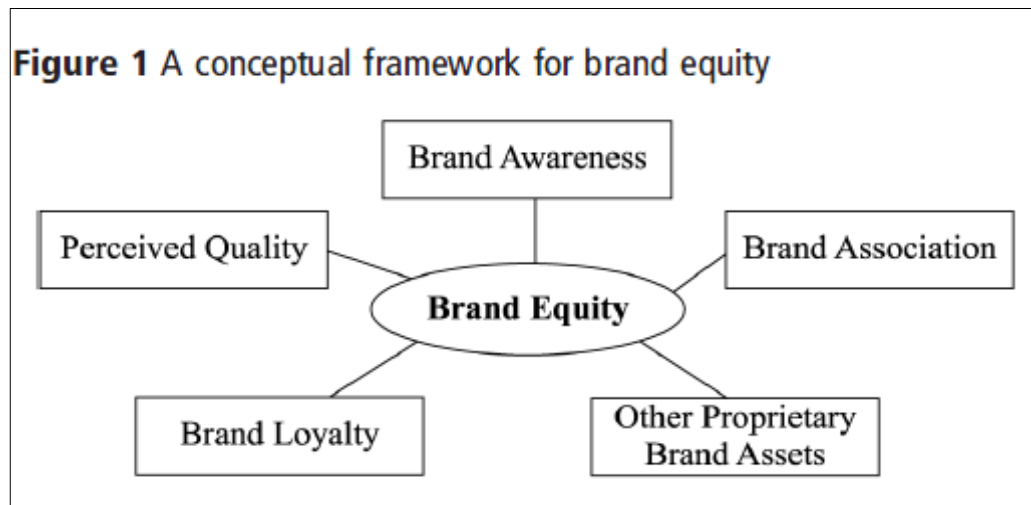 Figure 1 A conceptual framework for brand equity
Brand Awareness
Perceived Quality
Brand Association
Brand Equity
Brand Loyalty
Other Proprietary
Brand Assets